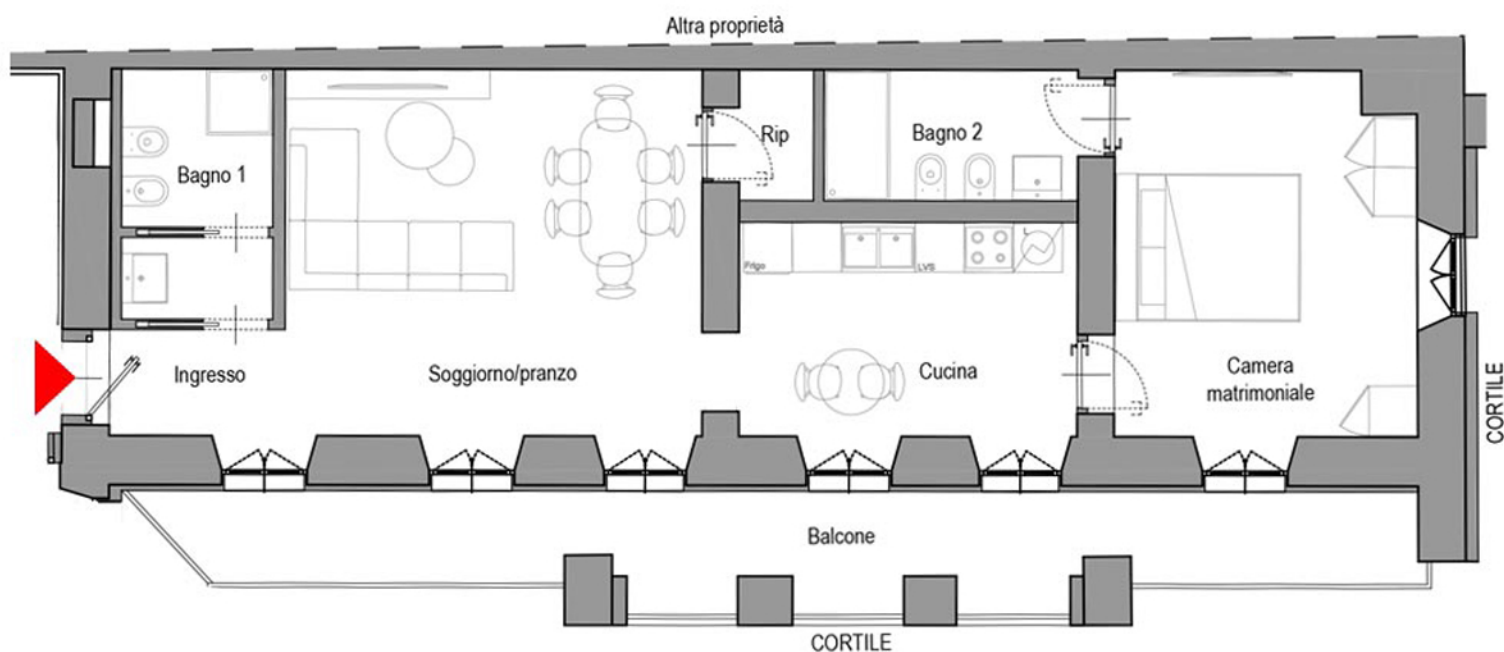 Altra proprietà
Bagno 1
Rip
Bagno 2
Frigo
LVS
L
Ingresso
Soggiorno/pranzo
Cucina
Camera
matrimoniale
CORTILE
Balcone
CORTILE